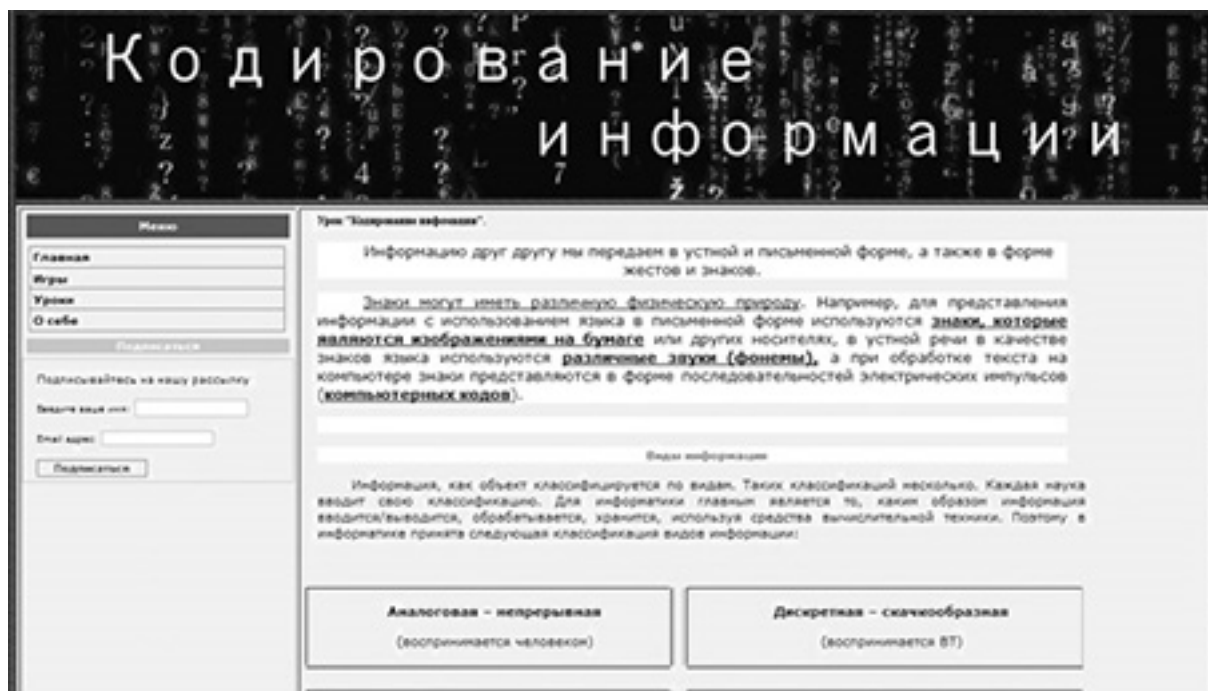 Кодирование
информации
Меню
Главная
Игры
Уроки
О себе
Подписаться
Подписывайтесь на нашу рассылку
Введите ваше имя:
Email адрес:
Подписаться
Урок "Кодирование информации".
Информацию друг другу мы передаем в устной и письменной форме, а также в форме
жестов и знаков.
Знаки могут иметь различную физическую природу. Например, для представления
информации с использованием языка в письменной форме используются знаки, которые
являются изображениями на бумаге или других носителях, в устной речи в качестве
знаков языка используются различные звуки (фонемы), а при обработке текста на
компьютере знаки представляются в форме последовательностей электрических импульсов
(компьютерных кодов).
Виды информации
Информация, как объект классифицируется по видам. Таких классификаций несколько. Каждая наука
вводит свою классификацию. Для информатики главным является то, каким образом информация
вводится/выводится, обрабатывается, хранится, используя средства вычислительной техники. Поэтому в
информатике принята следующая классификация видов информации:
Аналоговая – непрерывная
(воспринимается человеком)
Дискретная – скачкообразная
(воспринимается ВТ)